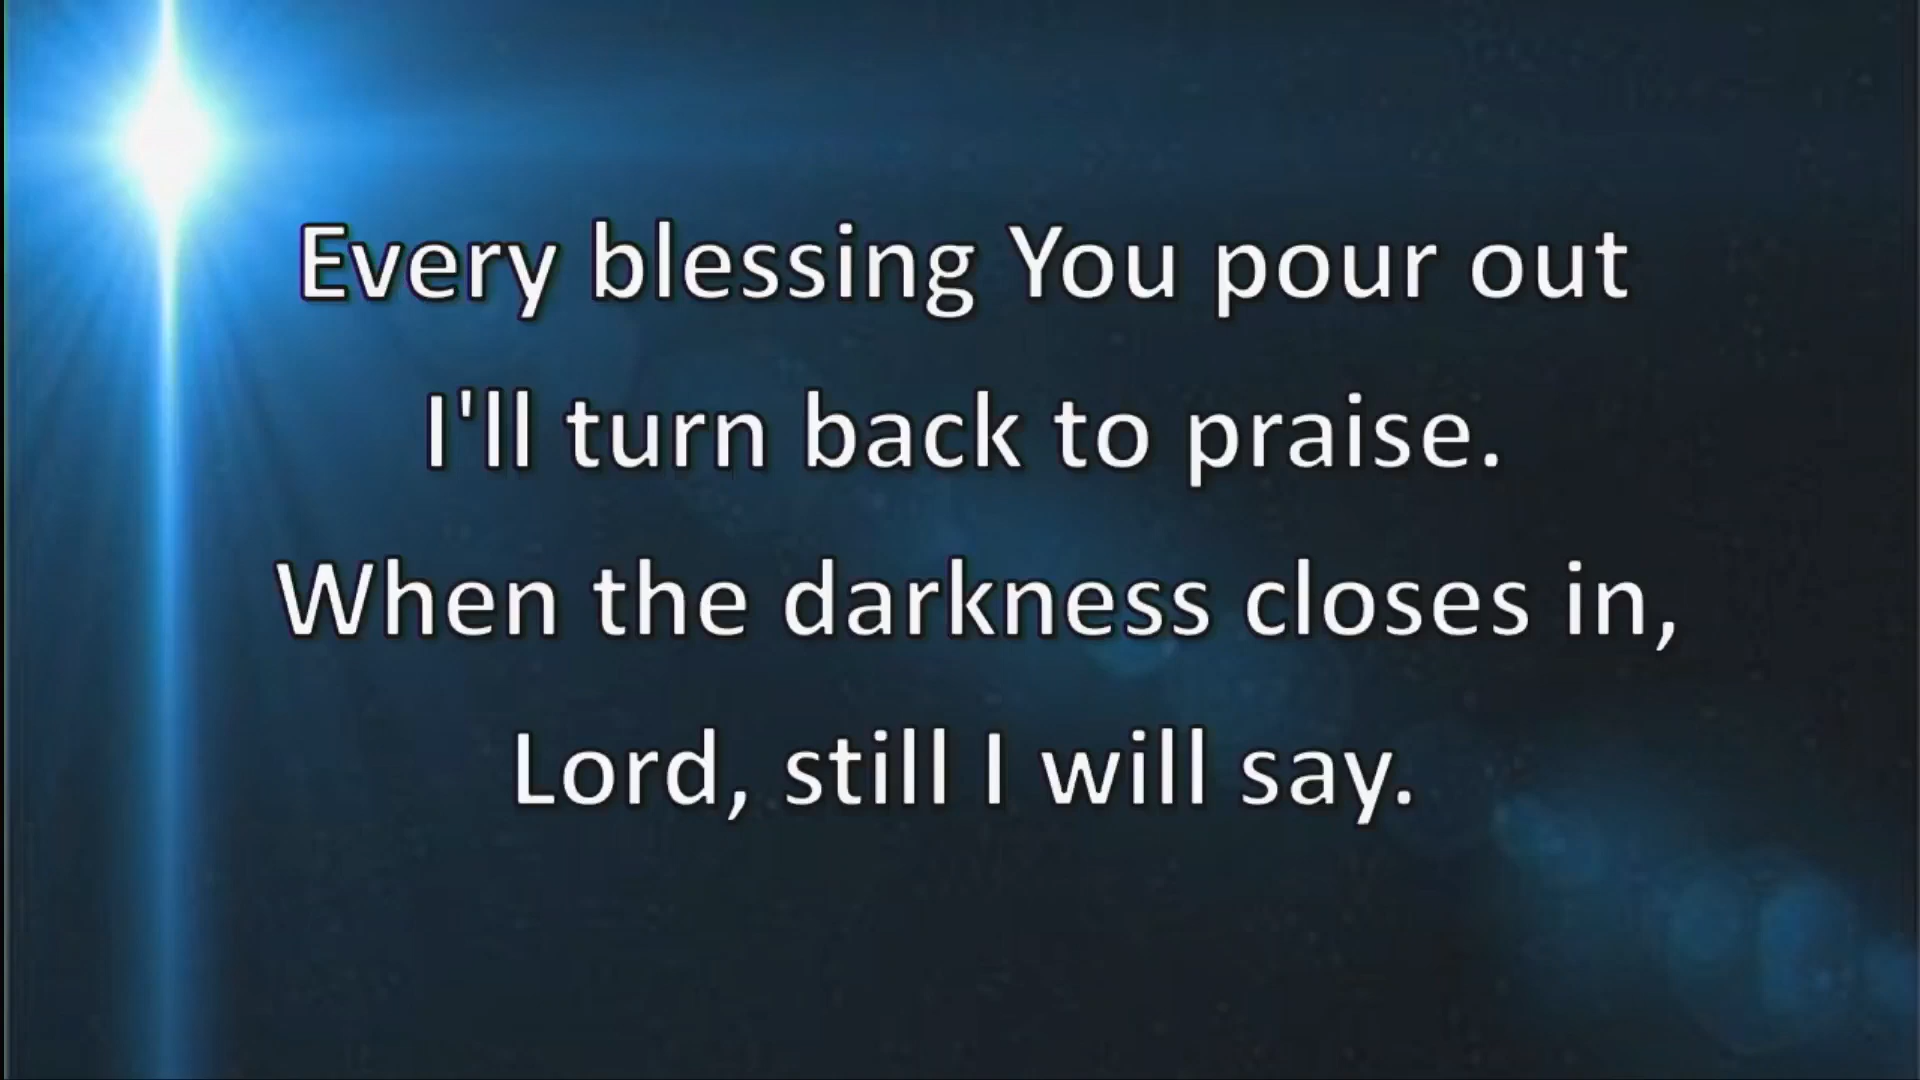 Every blessing You pour out
I'll turn back to praise.
When the darkness closes in,
Lord, still I will say.